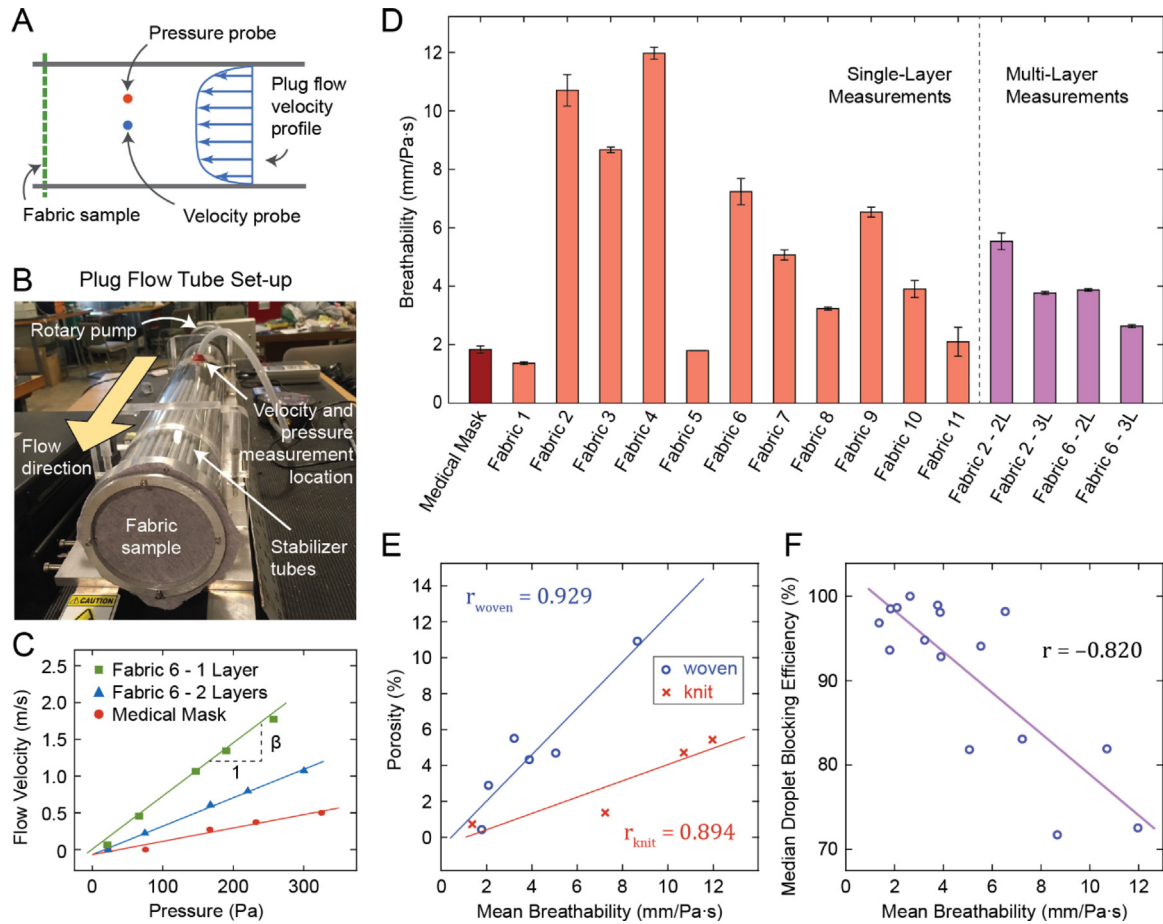 A
Pressure probe
Plug flow
velocity
profile
Fabric sample
Velocity probe
B
Plug Flow Tube Set-up
Rotary pump
Velocity and
pressure
measurement
location
Flow
direction
Fabric
sample
Stabilizer
tubes
CAUTION
C
Fabric 6 - 1 Layer
Fabric 6 - 2 Layers
Medical Mask
β
1
Flow Velocity (m/s)
2.5
2.0
1.5
1.0
0.5
0
0 100 200 300
Pressure (Pa)
D
Single-Layer
Measurements
Multi-Layer
Measurements
Breathability (mm/Pa·s)
12
10
8
6
4
2
0
Medical Mask
Fabric 1
Fabric 2
Fabric 3
Fabric 4
Fabric 5
Fabric 6
Fabric 7
Fabric 8
Fabric 9
Fabric 10
Fabric 11
Fabric 2 - 2L
Fabric 2 - 3L
Fabric 6 - 2L
Fabric 6 - 3L
E
r_woven = 0.929
woven
knit
r_knit = 0.894
Porosity (%)
14
12
10
8
6
4
2
0
0 2 4 6 8 10 12
Mean Breathability (mm/Pa·s)
F
r = −0.820
Median Droplet Blocking Efficiency (%)
100
90
80
70
0 2 4 6 8 10 12
Mean Breathability (mm/Pa·s)